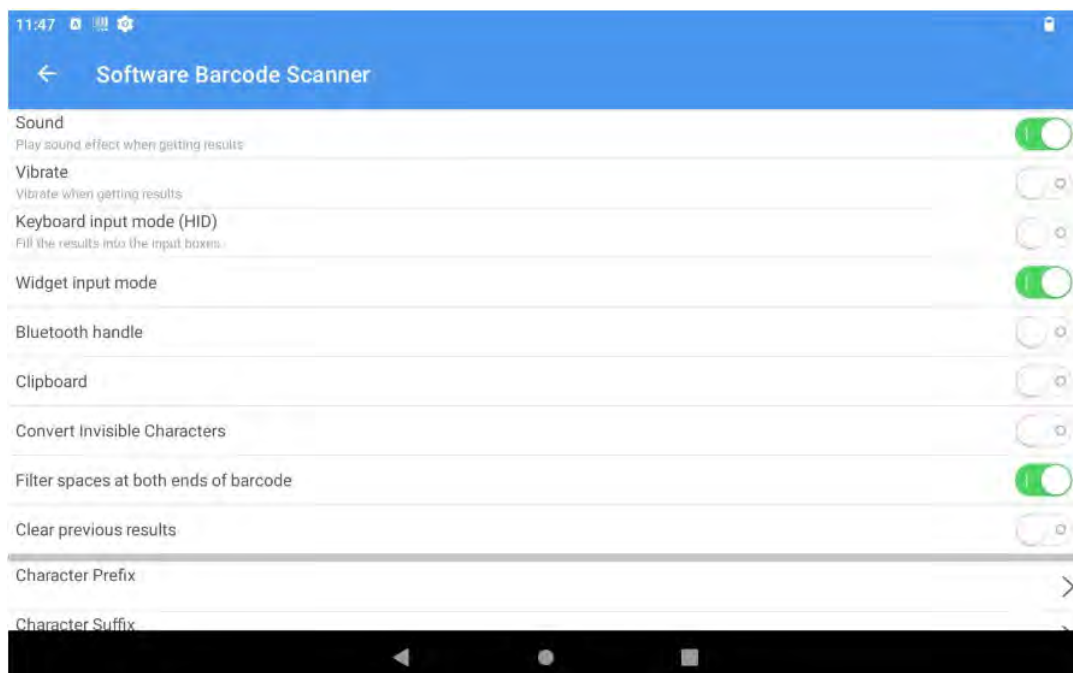 11:47
Software Barcode Scanner
Sound
Play sound effect when getting results
Vibrate
Vibrate when getting results
Keyboard input mode (HID)
Fill the results into the input boxes
Widget input mode
Bluetooth handle
Clipboard
Convert Invisible Characters
Filter spaces at both ends of barcode
Clear previous results
Character Prefix
Character Suffix